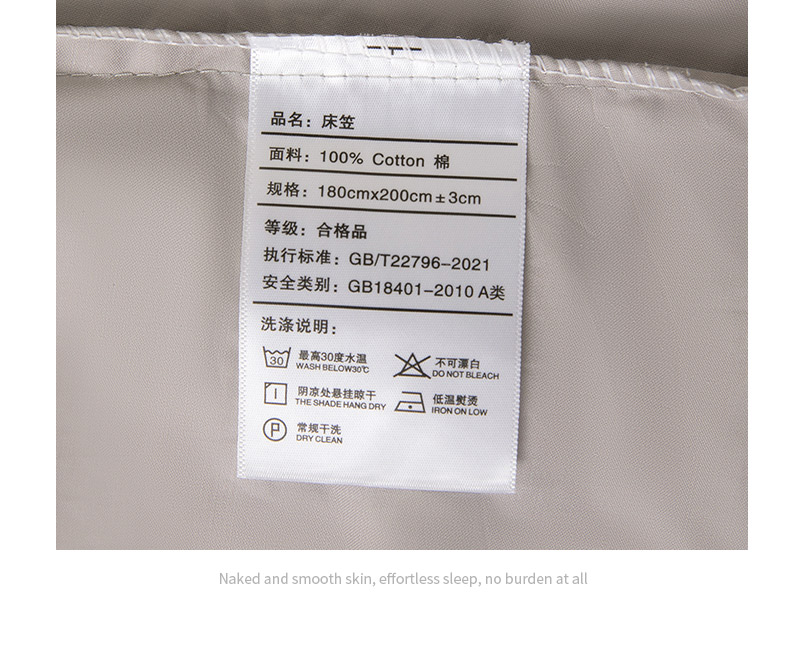 品名：床笠
面料：100% Cotton 棉
规格：180cmx200cm±3cm
等级：合格品
执行标准：GB/T22796-2021
安全类别：GB18401-2010 A类
洗涤说明：
30 最高30度水温
WASH BELOW30℃
不可漂白
DO NOT BLEACH
阴凉处悬挂晾干
THE SHADE HANG DRY
低温熨烫
IRON ON LOW
P 常规干洗
DRY CLEAN
Naked and smooth skin, effortless sleep, no burden at all